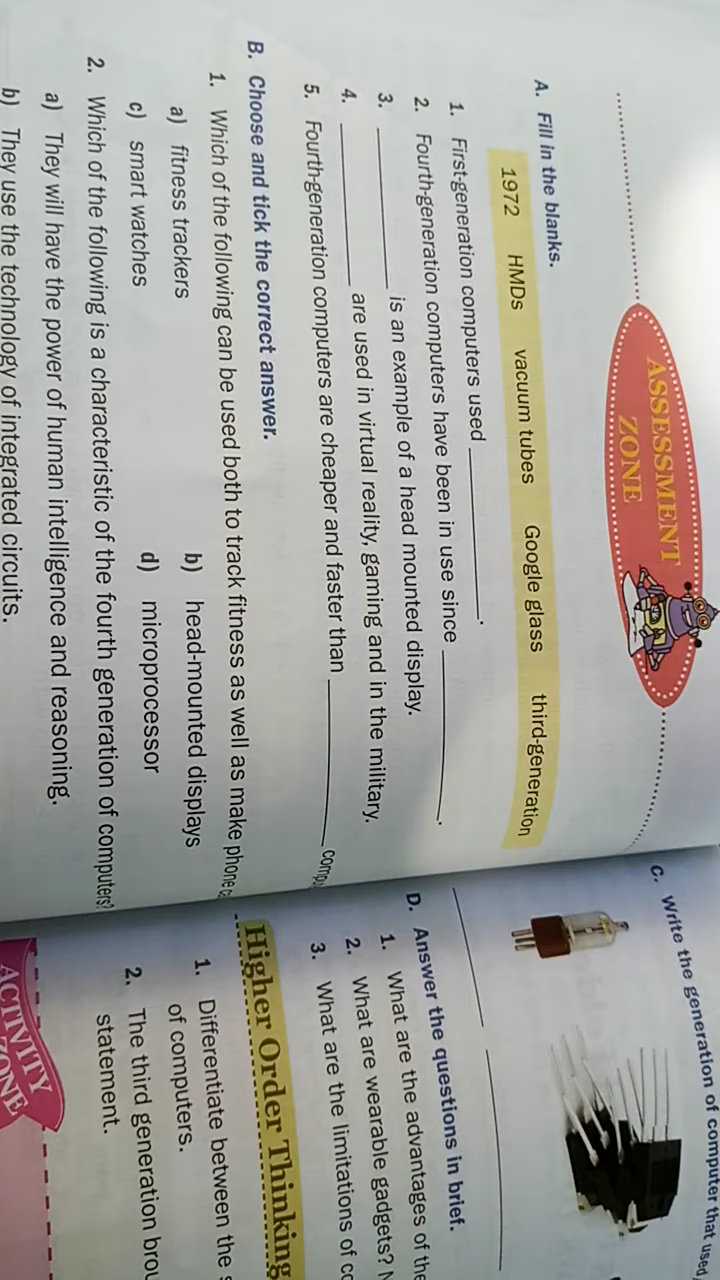 ASSESSMENT
ZONE
A. Fill in the blanks.
1972 HMDs vacuum tubes Google glass third-generation
1. First-generation computers used ____________.
2. Fourth-generation computers have been in use since ____________.
3. ____________ is an example of a head mounted display.
4. ____________ are used in virtual reality, gaming and in the military.
5. Fourth-generation computers are cheaper and faster than ____________ comp
B. Choose and tick the correct answer.
1. Which of the following can be used both to track fitness as well as make phone
a) fitness trackers b) head-mounted displays
c) smart watches d) microprocessor
2. Which of the following is a characteristic of the fourth generation of computers?
a) They will have the power of human intelligence and reasoning.
b) They use the technology of integrated circuits.
C. Write the generation of computer that used
D. Answer the questions in brief.
1. What are the advantages of the
2. What are wearable gadgets?
3. What are the limitations of
Higher Order Thinking
1. Differentiate between the
of computers.
2. The third generation
statement.
ACTIVITY
ZONE